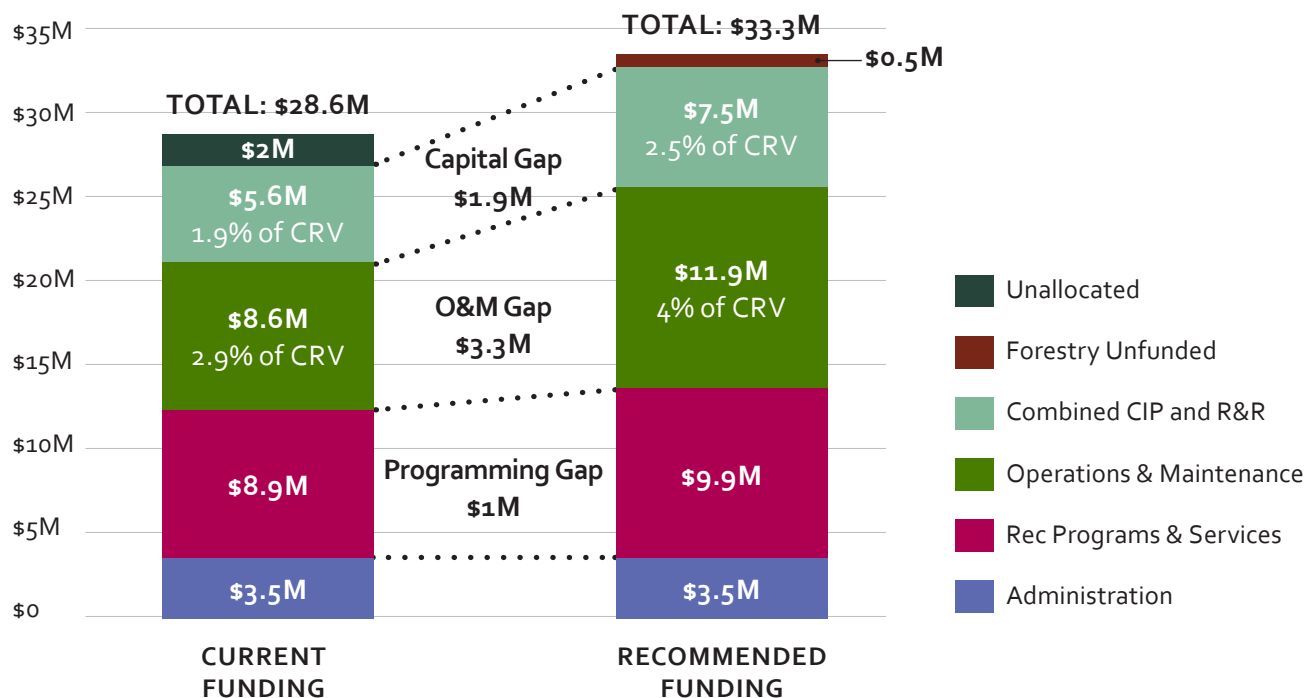 $35M
$30M
$25M
$20M
$15M
$10M
$5M
$0
TOTAL: $28.6M
$2M
$5.6M
1.9% of CRV
$8.6M
2.9% of CRV
$8.9M
$3.5M
CURRENT
FUNDING
Capital Gap
$1.9M
O&M Gap
$3.3M
Programming Gap
$1M
TOTAL: $33.3M
$0.5M
$7.5M
2.5% of CRV
$11.9M
4% of CRV
$9.9M
$3.5M
RECOMMENDED
FUNDING
Unallocated
Forestry Unfunded
Combined CIP and R&R
Operations & Maintenance
Rec Programs & Services
Administration